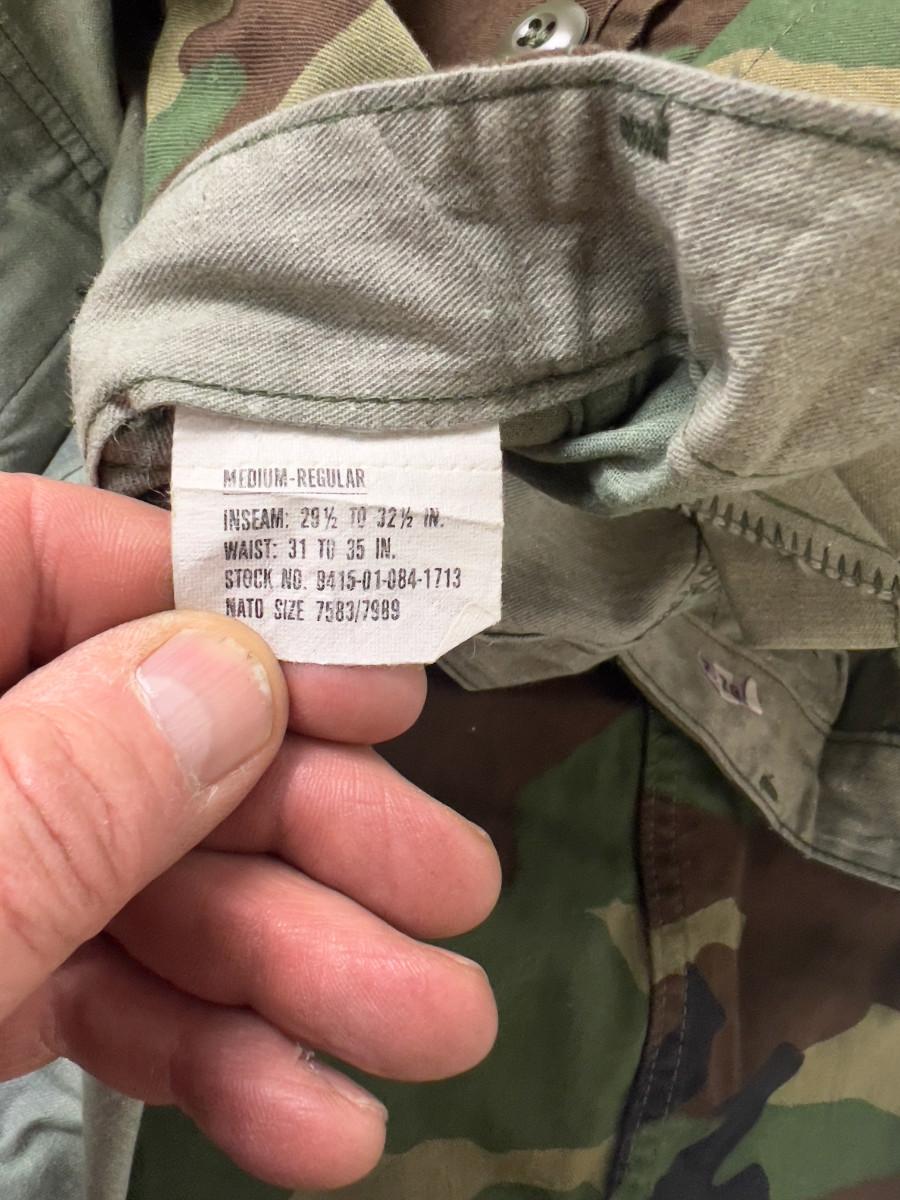 MEDIUM-REGULAR
INSEAM: 29½ TO 32½ IN.
WAIST: 31 TO 35 IN.
STOCK NO. 8415-01-084-1713
NATO SIZE 7583/7989